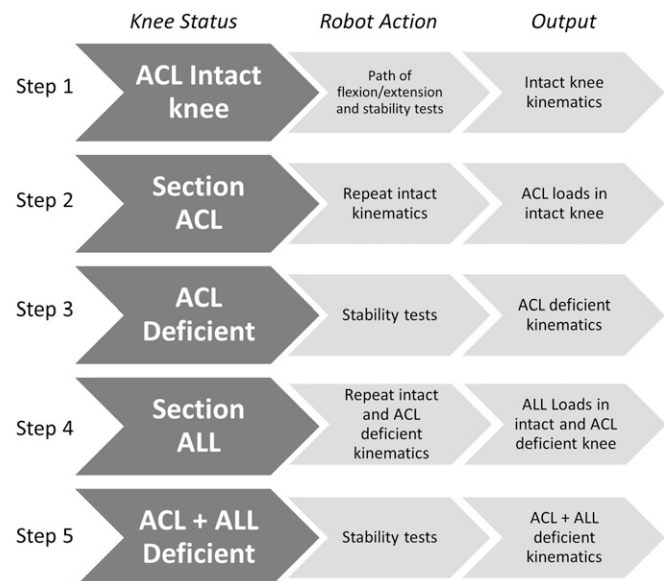 Knee Status
Robot Action
Output
Step 1
ACL Intact
knee
Path of
flexion/extension
and stability tests
Intact knee
kinematics
Step 2
Section
ACL
Repeat intact
kinematics
ACL loads in
intact knee
Step 3
ACL
Deficient
Stability tests
ACL deficient
kinematics
Step 4
Section
ALL
Repeat intact
and ACL
deficient
kinematics
ALL Loads in
intact and ACL
deficient knee
Step 5
ACL + ALL
Deficient
Stability tests
ACL + ALL
deficient
kinematics